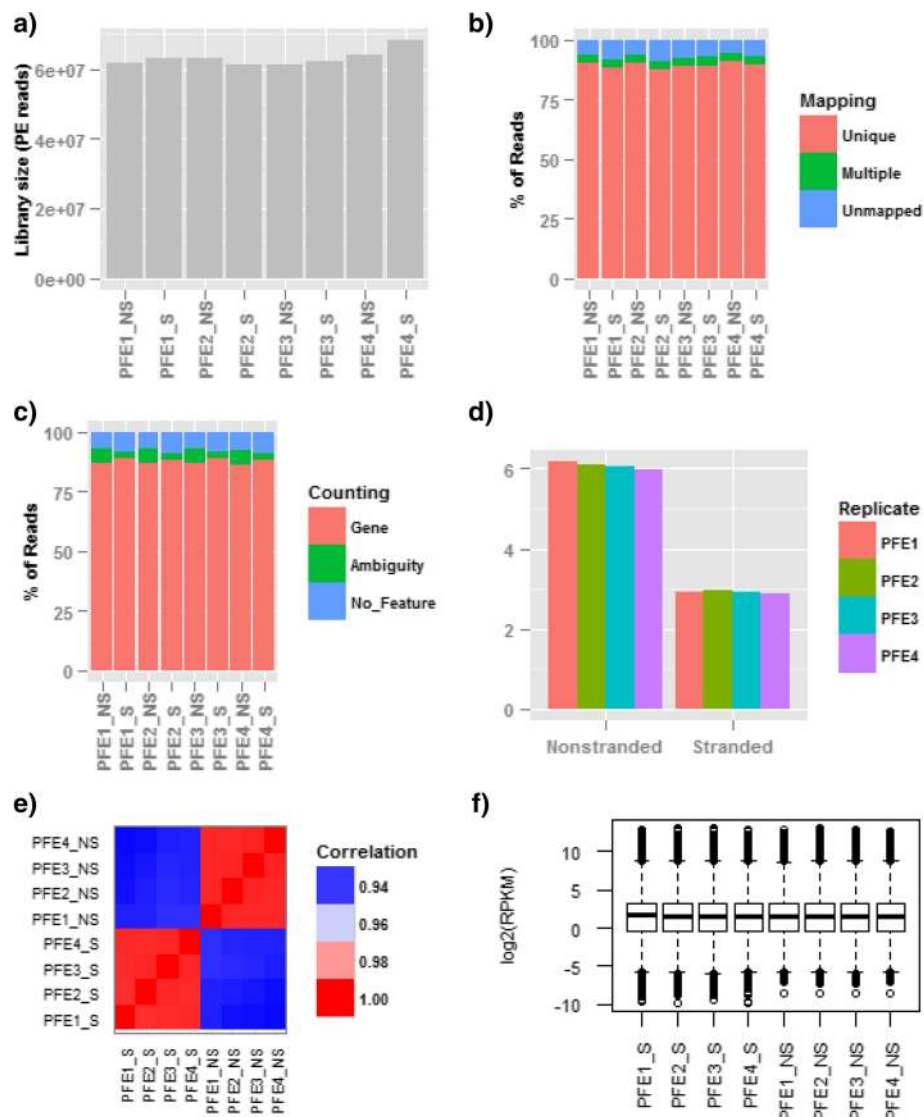 a)
Library size (PE reads)
6e+07
4e+07
2e+07
0e+00
PFE1_NS
PFE1_S
PFE2_NS
PFE2_S
PFE3_NS
PFE3_S
PFE4_NS
PFE4_S
b)
% of Reads
100
75
50
25
0
PFE1_NS
PFE1_S
PFE2_NS
PFE2_S
PFE3_NS
PFE3_S
PFE4_NS
PFE4_S
Mapping
Unique
Multiple
Unmapped
c)
% of Reads
100
75
50
25
0
PFE1_NS
PFE1_S
PFE2_NS
PFE2_S
PFE3_NS
PFE3_S
PFE4_NS
PFE4_S
Counting
Gene
Ambiguity
No_Feature
d)
6
4
2
0
Nonstranded
Stranded
Replicate
PFE1
PFE2
PFE3
PFE4
e)
PFE4_NS
PFE3_NS
PFE2_NS
PFE1_NS
PFE4_S
PFE3_S
PFE2_S
PFE1_S
PFE1_S
PFE2_S
PFE3_S
PFE4_S
PFE1_NS
PFE2_NS
PFE3_NS
PFE4_NS
Correlation
0.94
0.96
0.98
1.00
f)
log2(RPKM)
10
5
0
-5
-10
PFE1_S
PFE2_S
PFE3_S
PFE4_S
PFE1_NS
PFE2_NS
PFE3_NS
PFE4_NS